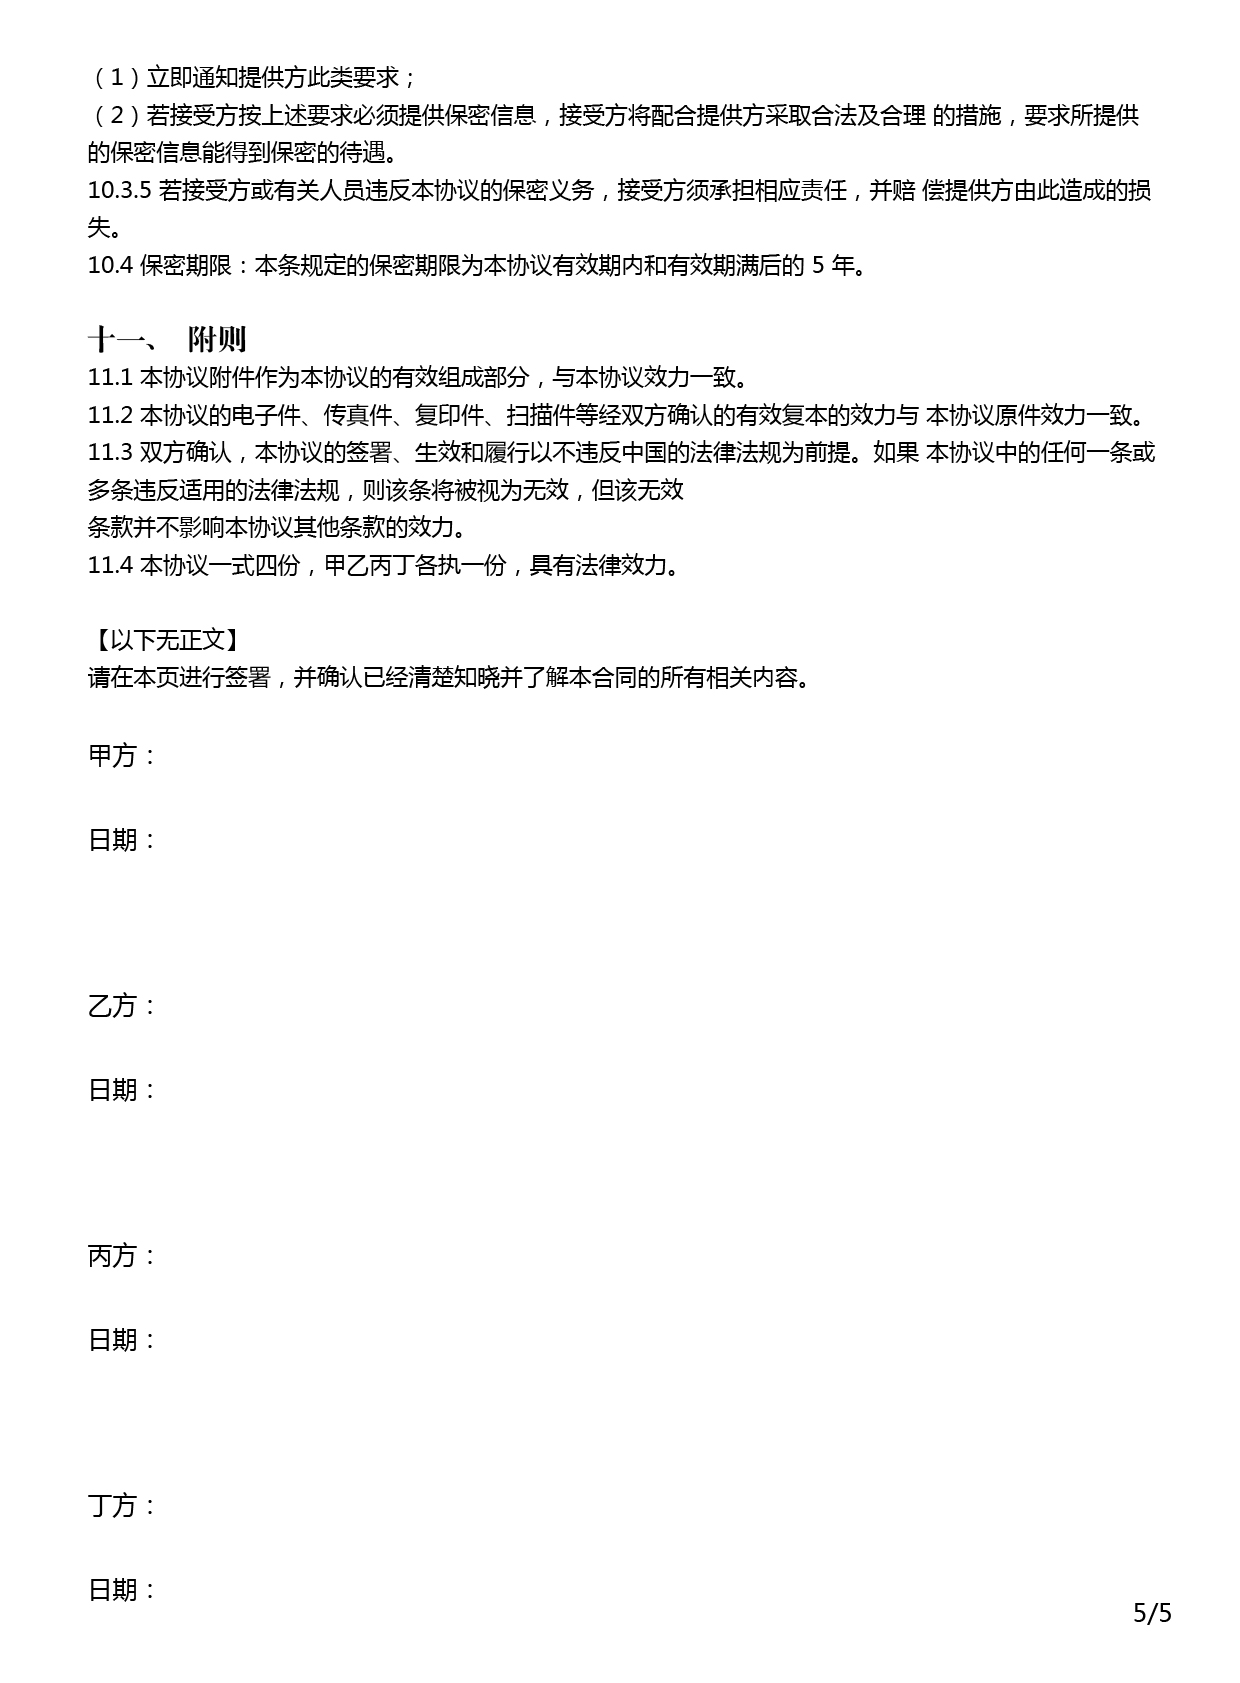 （1）立即通知提供方此类要求；
（2）若接受方按上述要求必须提供保密信息，接受方将配合提供方采取合法及合理 的措施，要求所提供
的保密信息能得到保密的待遇。
10.3.5 若接受方或有关人员违反本协议的保密义务，接受方须承担相应责任，并赔 偿提供方由此造成的损
失。
10.4 保密期限：本条规定的保密期限为本协议有效期内和有效期满后的 5 年。
十一、 附则
11.1 本协议附件作为本协议的有效组成部分，与本协议效力一致。
11.2 本协议的电子件、传真件、复印件、扫描件等经双方确认的有效复本的效力与 本协议原件效力一致。
11.3 双方确认，本协议的签署、生效和履行以不违反中国的法律法规为前提。如果 本协议中的任何一条或
多条违反适用的法律法规，则该条将被视为无效，但该无效
条款并不影响本协议其他条款的效力。
11.4 本协议一式四份，甲乙丙丁各执一份，具有法律效力。
【以下无正文】
请在本页进行签署，并确认已经清楚知晓并了解本合同的所有相关内容。
甲方：
日期：
乙方：
日期：
丙方：
日期：
丁方：
日期：
5/5